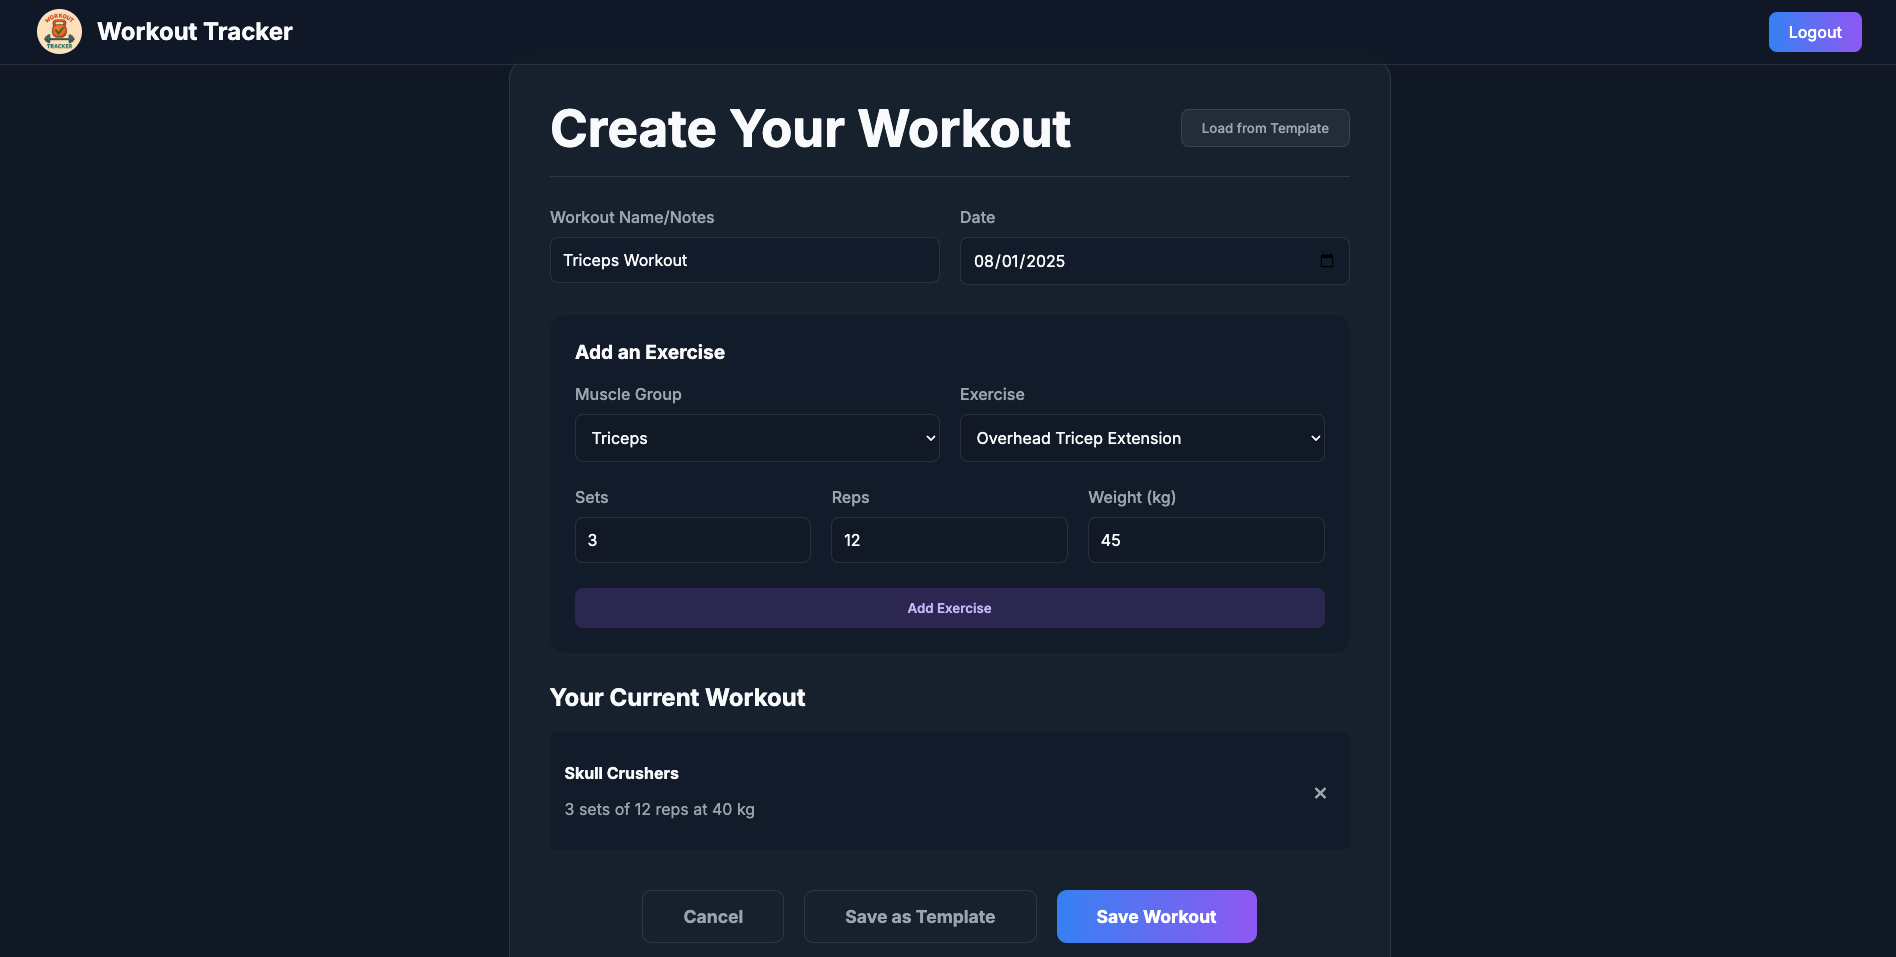 WORKOUT
TRACKER
Workout Tracker
Logout
Create Your Workout
Load from Template
Workout Name/Notes
Date
Triceps Workout
08/01/2025
Add an Exercise
Muscle Group
Exercise
Triceps
Overhead Tricep Extension
Sets
Reps
Weight (kg)
3
12
45
Add Exercise
Your Current Workout
Skull Crushers
3 sets of 12 reps at 40 kg
×
Cancel
Save as Template
Save Workout